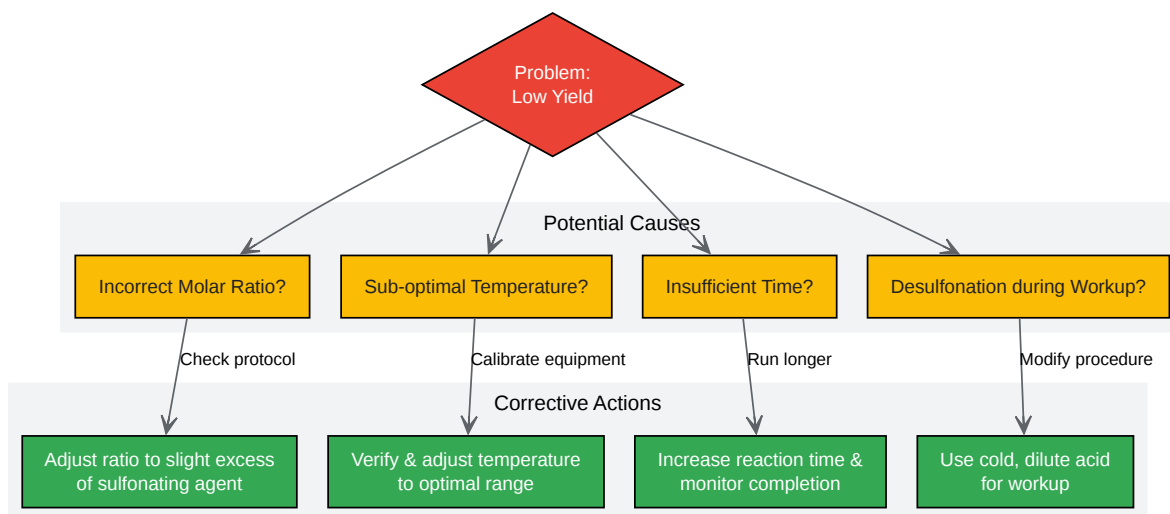 Problem:
Low Yield
Potential Causes
Incorrect Molar Ratio?
Sub-optimal Temperature?
Insufficient Time?
Desulfonation during Workup?
Check protocol
Calibrate equipment
Run longer
Modify procedure
Corrective Actions
Adjust ratio to slight excess
of sulfonating agent
Verify & adjust temperature
to optimal range
Increase reaction time &
monitor completion
Use cold, dilute acid
for workup